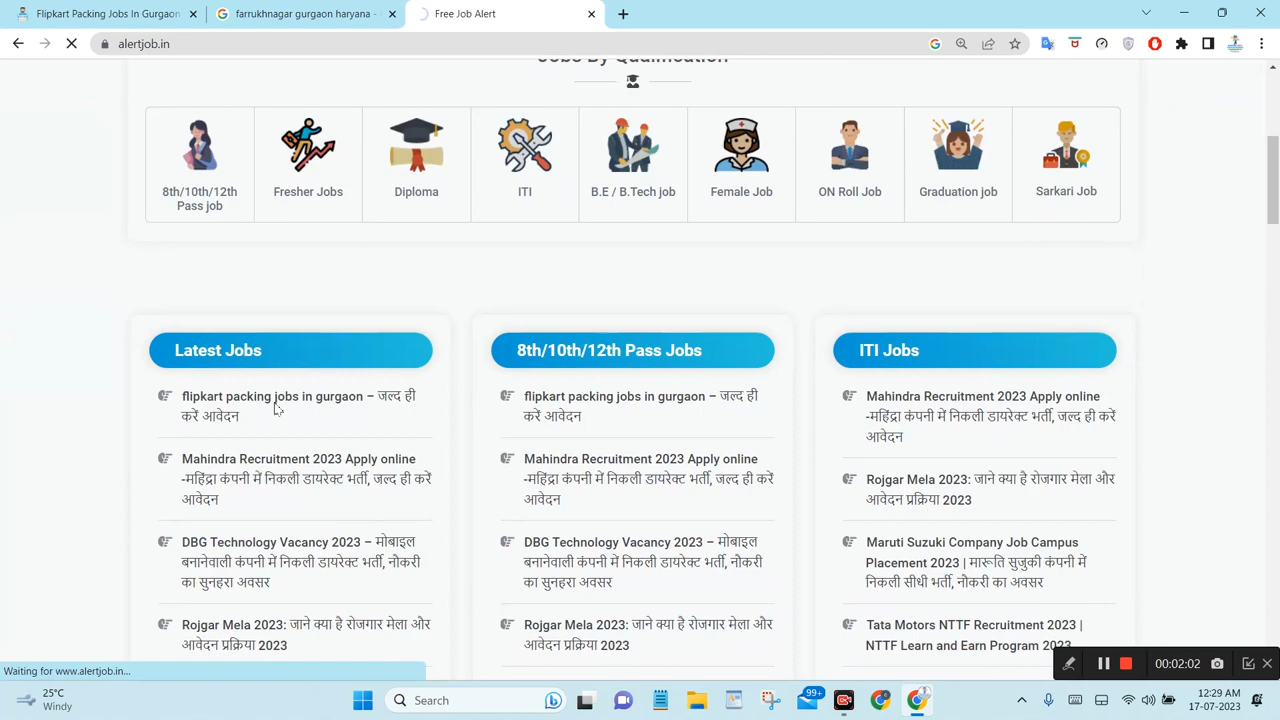 Flipkart Packing Jobs In Gurgaon
farrukhnagar gurgaon haryana -
Free Job Alert
alertjob.in
Jobs By Qualification
8th/10th/12th Pass job
Fresher Jobs
Diploma
ITI
B.E / B.Tech job
Female Job
ON Roll Job
Graduation job
Sarkari Job
Latest Jobs
flipkart packing jobs in gurgaon – जल्द ही
करें आवेदन
Mahindra Recruitment 2023 Apply online
-महिंद्रा कंपनी में निकली डायरेक्ट भर्ती, जल्द ही करें
आवेदन
DBG Technology Vacancy 2023 – मोबाइल
बनानेवाली कंपनी में निकली डायरेक्ट भर्ती, नौकरी
का सुनहरा अवसर
Rojgar Mela 2023: जाने क्या है रोजगार मेला और
आवेदन प्रक्रिया 2023
8th/10th/12th Pass Jobs
flipkart packing jobs in gurgaon – जल्द ही
करें आवेदन
Mahindra Recruitment 2023 Apply online
-महिंद्रा कंपनी में निकली डायरेक्ट भर्ती, जल्द ही करें
आवेदन
DBG Technology Vacancy 2023 – मोबाइल
बनानेवाली कंपनी में निकली डायरेक्ट भर्ती, नौकरी
का सुनहरा अवसर
Rojgar Mela 2023: जाने क्या है रोजगार मेला और
आवेदन प्रक्रिया 2023
ITI Jobs
Mahindra Recruitment 2023 Apply online
-महिंद्रा कंपनी में निकली डायरेक्ट भर्ती, जल्द ही करें
आवेदन
Rojgar Mela 2023: जाने क्या है रोजगार मेला और
आवेदन प्रक्रिया 2023
Maruti Suzuki Company Job Campus
Placement 2023 | मारूति सुजुकी कंपनी में
निकली सीधी भर्ती, नौकरी का अवसर
Tata Motors NTTF Recruitment 2023 |
NTTF Learn and Earn Program 2023
00:02:02
Waiting for www.alertjob.in...
25°C
Windy
Search
99+
12:29 AM
17-07-2023